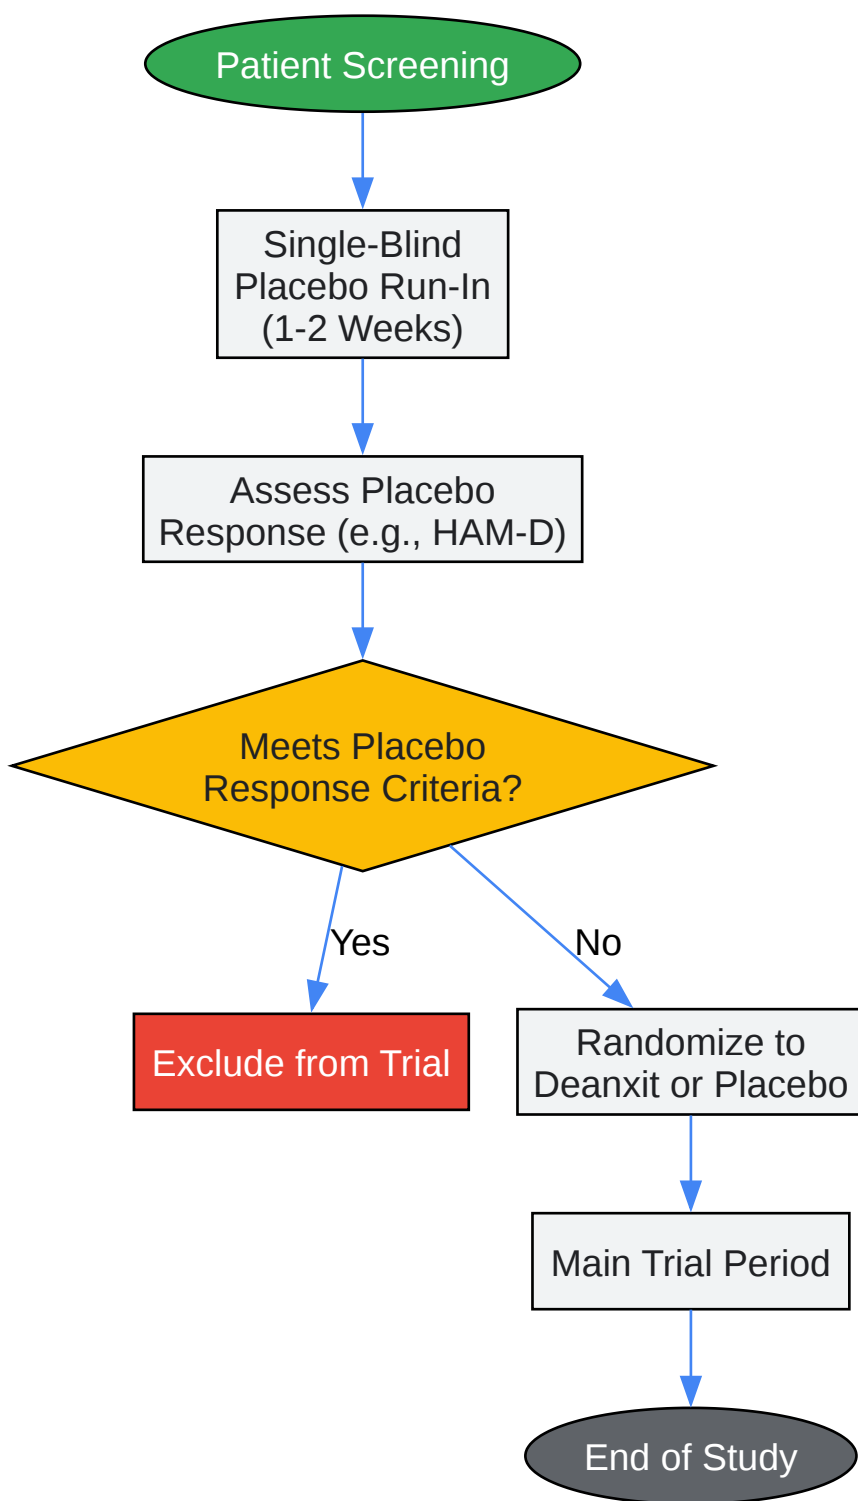 Patient Screening
Single-Blind
Placebo Run-In
(1-2 Weeks)
Assess Placebo
Response (e.g., HAM-D)
Meets Placebo
Response Criteria?
Yes
No
Exclude from Trial
Randomize to
Deanxit or Placebo
Main Trial Period
End of Study